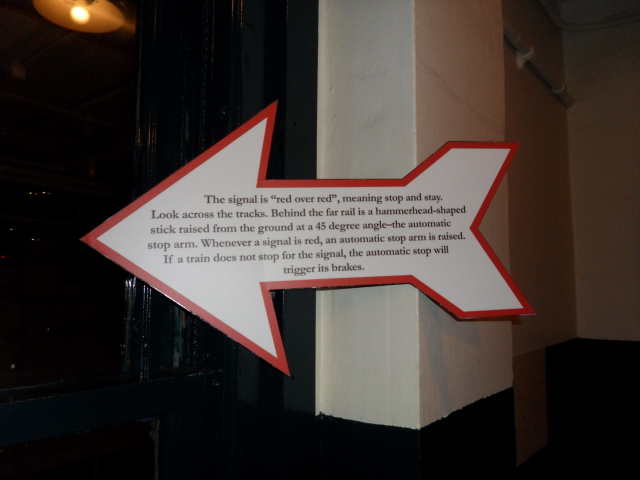 The signal is “red over red”, meaning stop and stay.
Look across the tracks. Behind the far rail is a hammerhead-shaped
stick raised from the ground at a 45 degree angle–the automatic
stop arm. Whenever a signal is red, an automatic stop arm is raised.
If a train does not stop for the signal, the automatic stop will
trigger its brakes.